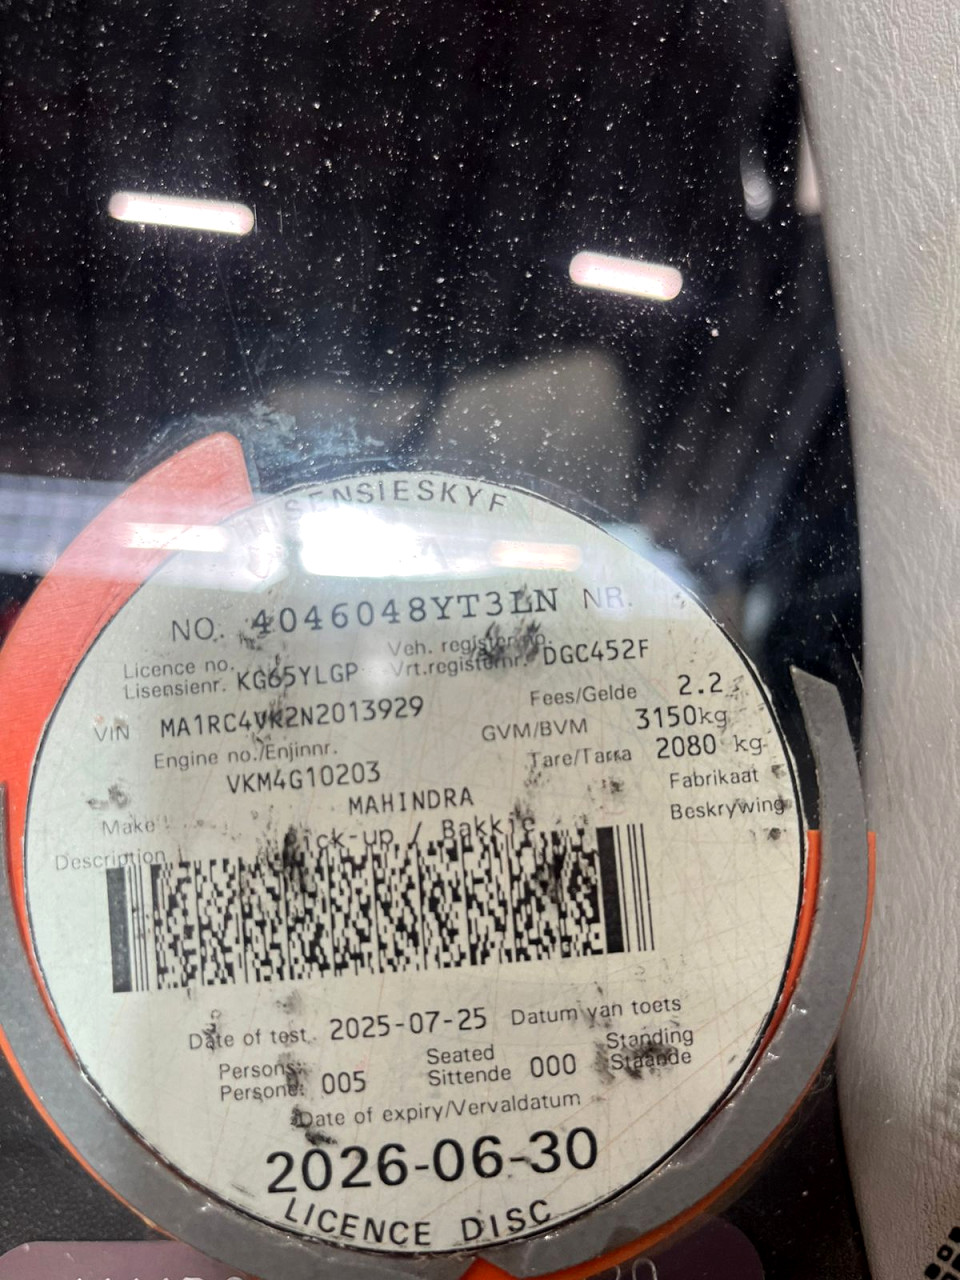 LISENSIESKYF
NO. 4046048YT3LN NR.
Licence no. Lisensienr. KG65YLGP Veh. register no. Vrt.registernr. DGC452F
VIN MA1RC4VK2N2013929 Fees/Gelde 2.2
Engine no./Enjinnr. VKM4G10203 GVM/BVM 3150kg
Tare/Tarra 2080 kg
Make MAHINDRA Fabrikaat
Description Pick-up / Bakkie Beskrywing
Date of test 2025-07-25 Datum van toets
Persons Persone: 005 Seated Sittende 000 Standing Staande
Date of expiry/Vervaldatum
2026-06-30
LICENCE DISC